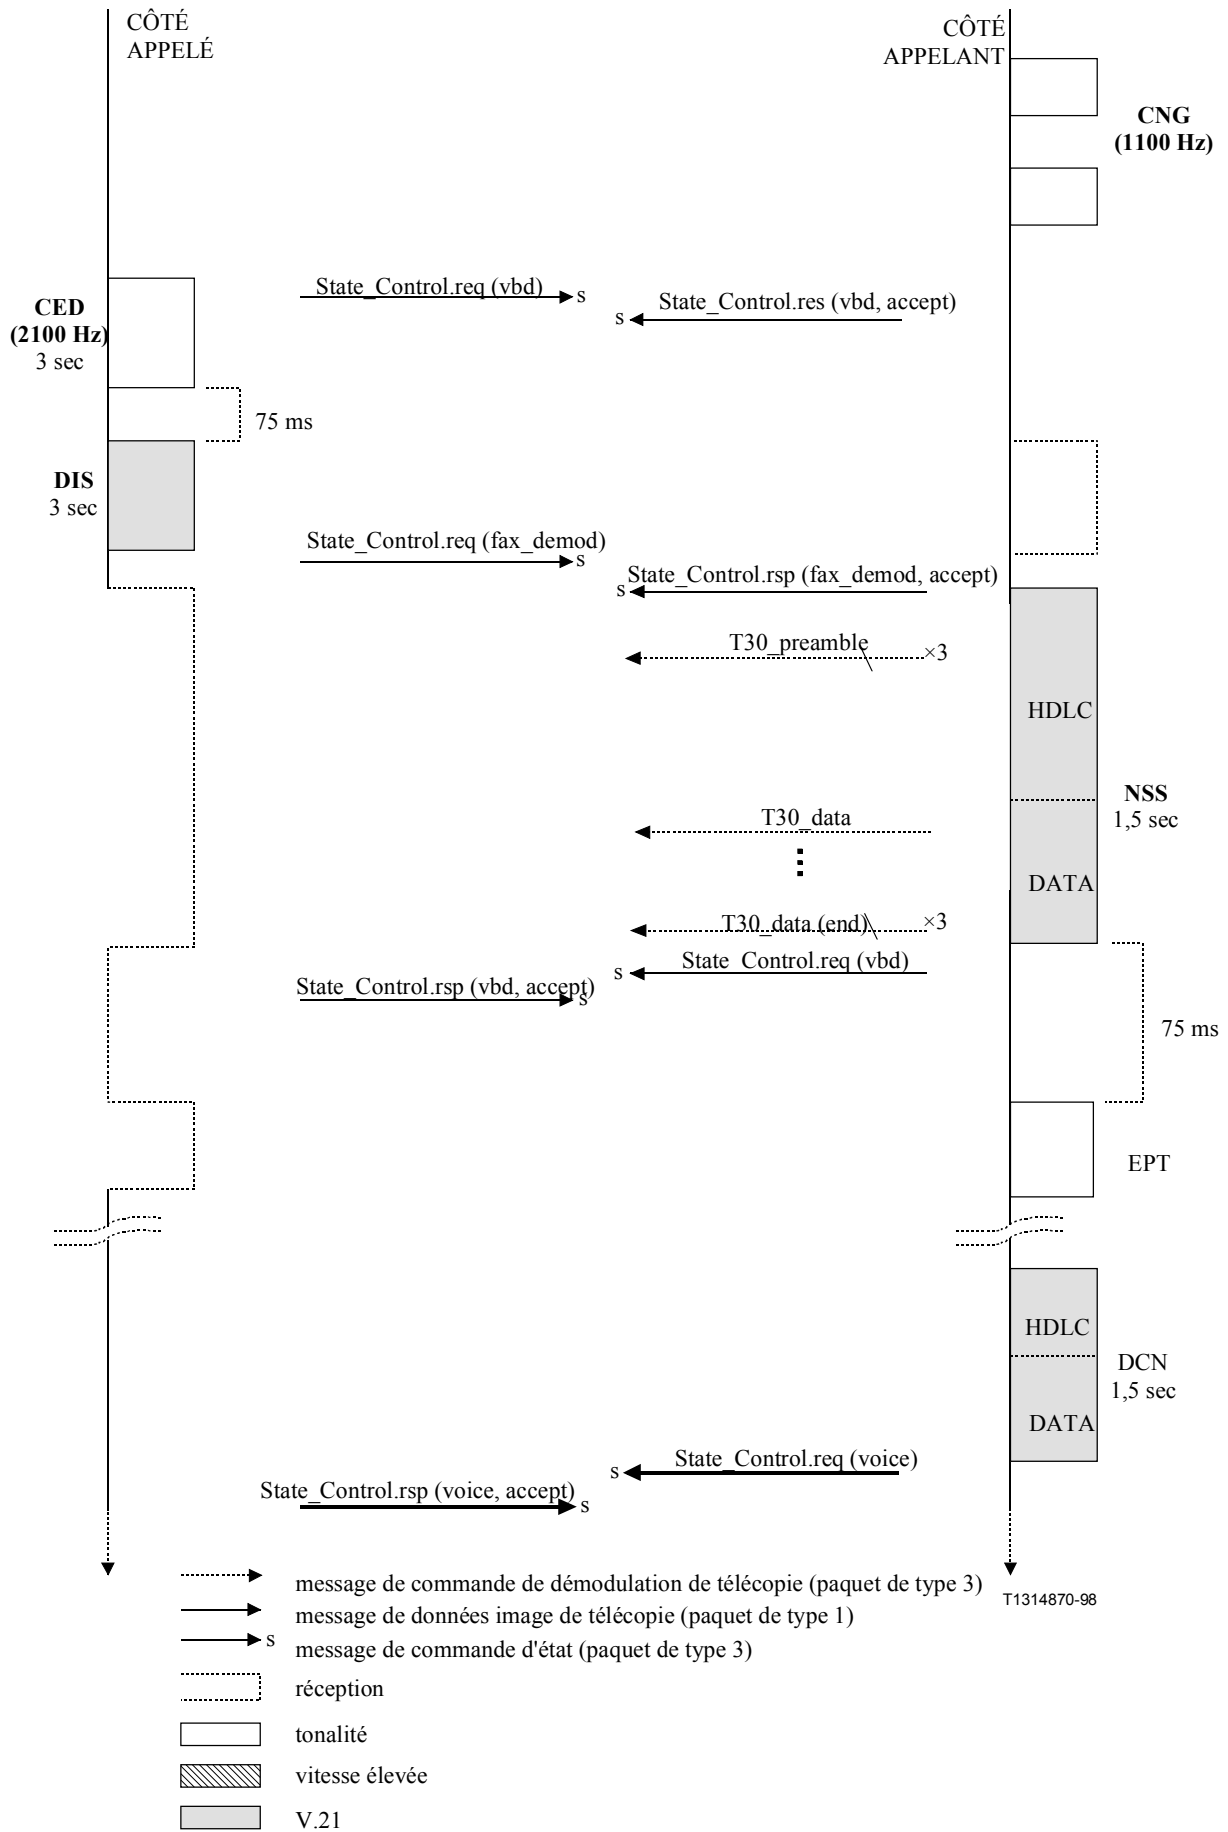 CÔTÉ
APPELÉ
CÔTÉ
APPELANT
CNG
(1100 Hz)
State_Control.req (vbd)
s
State_Control.res (vbd, accept)
s
CED
(2100 Hz)
3 sec
75 ms
DIS
3 sec
State_Control.req (fax_demod)
s
State_Control.rsp (fax_demod, accept)
s
T30_preamble
×3
HDLC
NSS
1,5 sec
T30_data
DATA
T30_data (end)
×3
State_Control.req (vbd)
s
State_Control.rsp (vbd, accept)
s
75 ms
EPT
HDLC
DCN
1,5 sec
DATA
State_Control.req (voice)
s
State_Control.rsp (voice, accept)
s
message de commande de démodulation de télécopie (paquet de type 3)
T1314870-98
message de données image de télécopie (paquet de type 1)
s
message de commande d'état (paquet de type 3)
réception
tonalité
vitesse élevée
V.21